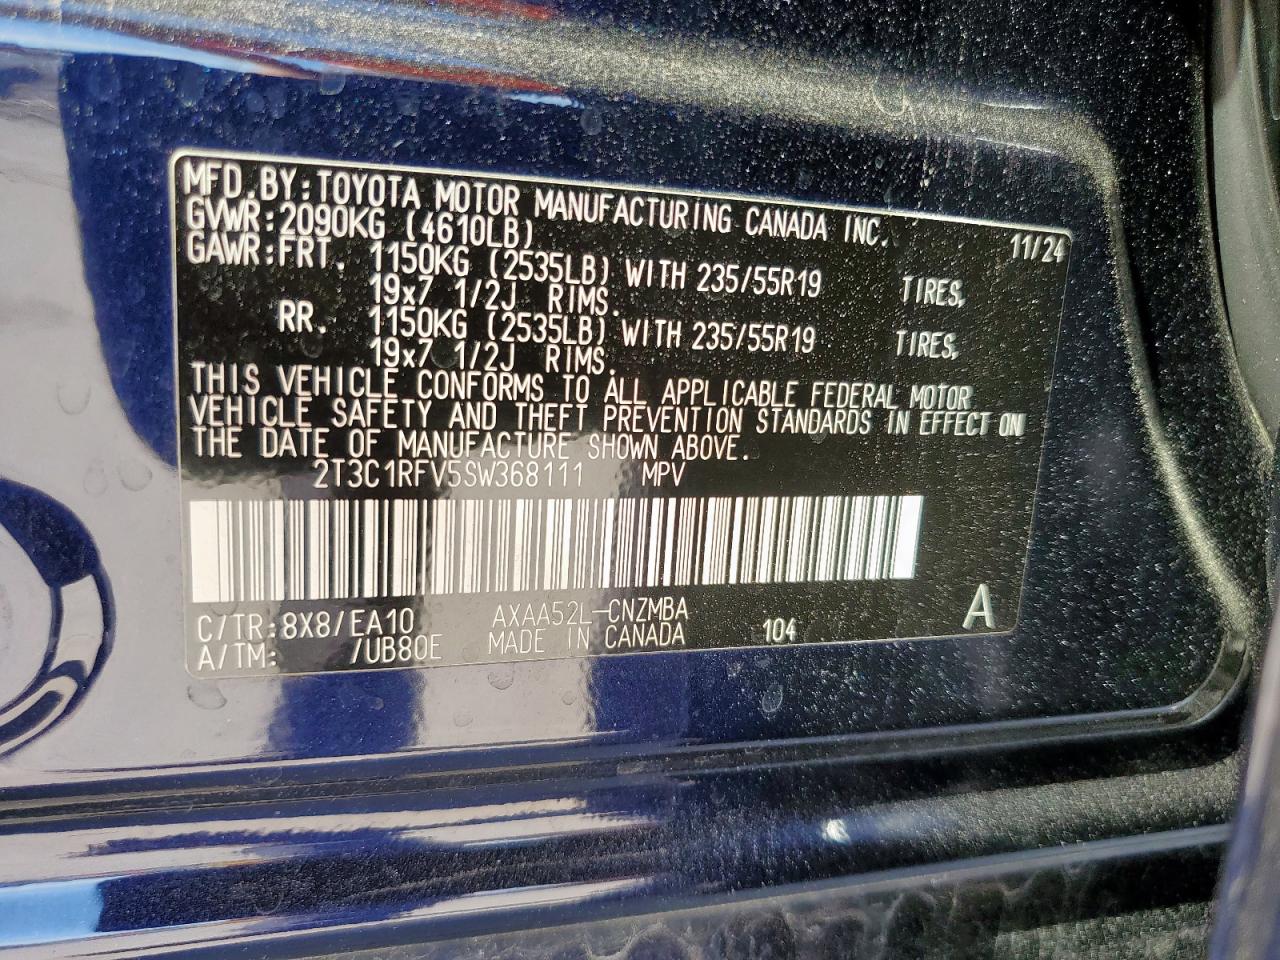 MFD. BY: TOYOTA MOTOR MANUFACTURING CANADA INC.
GVWR: 2090KG (4610LB) 11/24
GAWR: FRT. 1150KG (2535LB) WITH 235/55R19 TIRES,
19x7 1/2J RIMS.
RR. 1150KG (2535LB) WITH 235/55R19 TIRES,
19x7 1/2J RIMS.
THIS VEHICLE CONFORMS TO ALL APPLICABLE FEDERAL MOTOR
VEHICLE SAFETY AND THEFT PREVENTION STANDARDS IN EFFECT ON
THE DATE OF MANUFACTURE SHOWN ABOVE.
2T3C1RFV5SW368111 MPV
C/TR: 8X8/EA10 AXAA52L-CNZMBA A
A/TM: /UB80E MADE IN CANADA 104